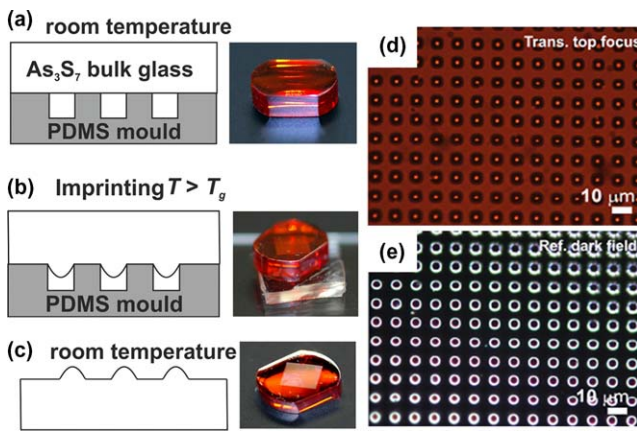 (a)
room temperature
As₃S₇ bulk glass
PDMS mould
(b)
Imprinting T > Tg
PDMS mould
(c)
room temperature
(d)
Trans. top focus
10 μm
(e)
Ref. dark field
10 μm